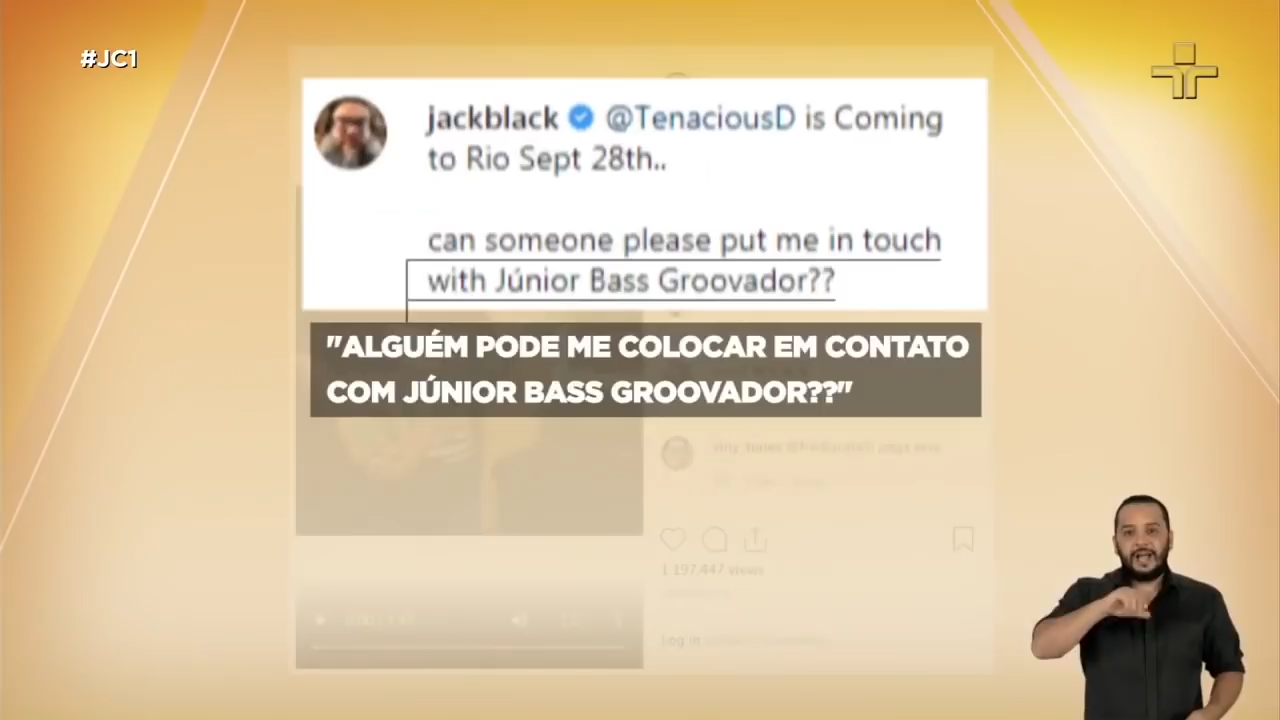 #JC1
jackblack @TenaciousD is Coming
to Rio Sept 28th..
can someone please put me in touch
with Júnior Bass Groovador??
"ALGUÉM PODE ME COLOCAR EM CONTATO
COM JÚNIOR BASS GROOVADOR??"
1 197.447 views
Log in